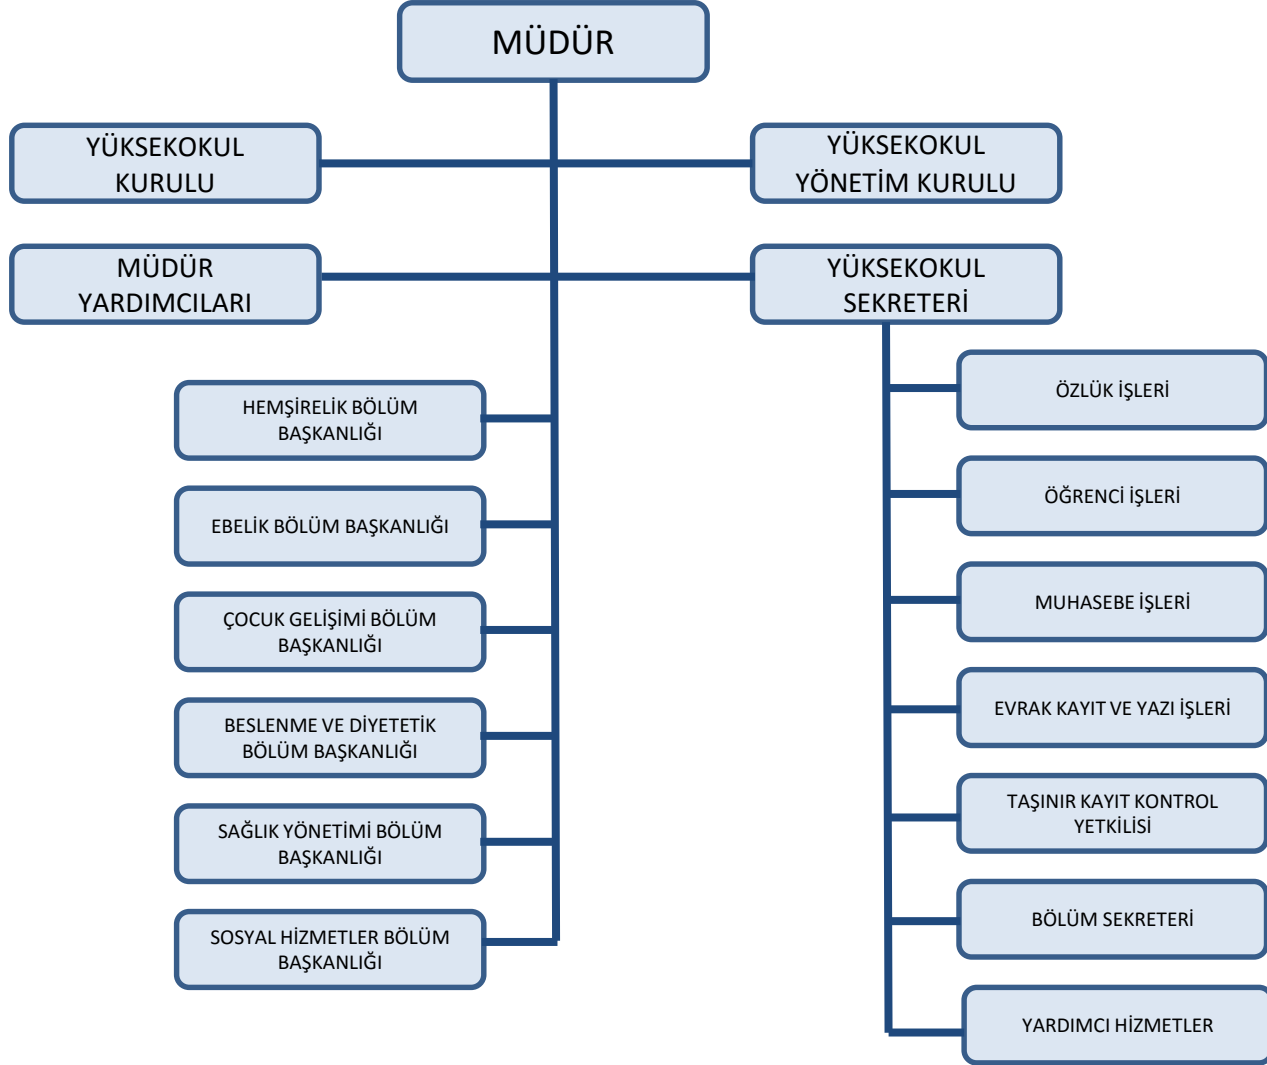 MÜDÜR
YÜKSEKOKUL
KURULU
YÜKSEKOKUL
YÖNETİM KURULU
MÜDÜR
YARDIMCILARI
YÜKSEKOKUL
SEKRETERİ
HEMŞİRELİK BÖLÜM
BAŞKANLIĞI
EBELİK BÖLÜM BAŞKANLIĞI
ÇOCUK GELİŞİMİ BÖLÜM
BAŞKANLIĞI
BESLENME VE DİYETETİK
BÖLÜM BAŞKANLIĞI
SAĞLIK YÖNETİMİ BÖLÜM
BAŞKANLIĞI
SOSYAL HİZMETLER BÖLÜM
BAŞKANLIĞI
ÖZLÜK İŞLERİ
ÖĞRENCİ İŞLERİ
MUHASEBE İŞLERİ
EVRAK KAYIT VE YAZI İŞLERİ
TAŞINIR KAYIT KONTROL
YETKİLİSİ
BÖLÜM SEKRETERİ
YARDIMCI HİZMETLER